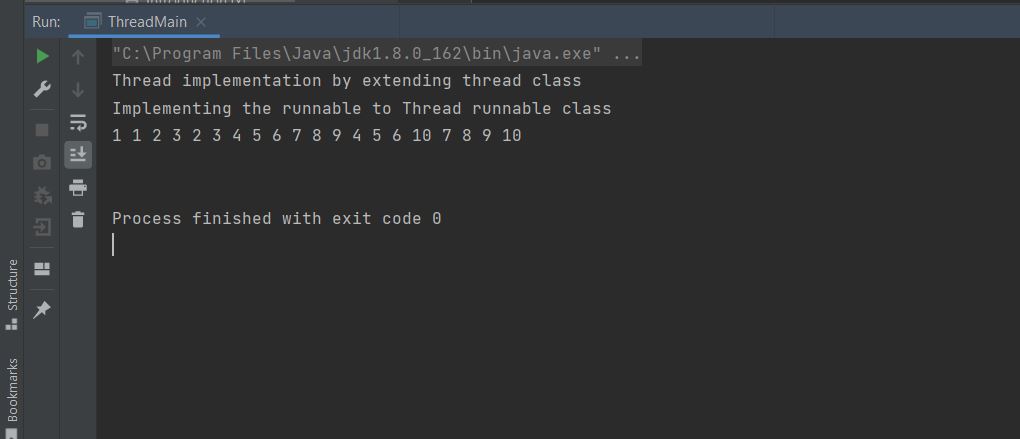 Run: ThreadMain
"C:\Program Files\Java\jdk1.8.0_162\bin\java.exe" ...
Thread implementation by extending thread class
Implementing the runnable to Thread runnable class
1 1 2 3 2 3 4 5 6 7 8 9 4 5 6 10 7 8 9 10
Process finished with exit code 0
Structure
Bookmarks